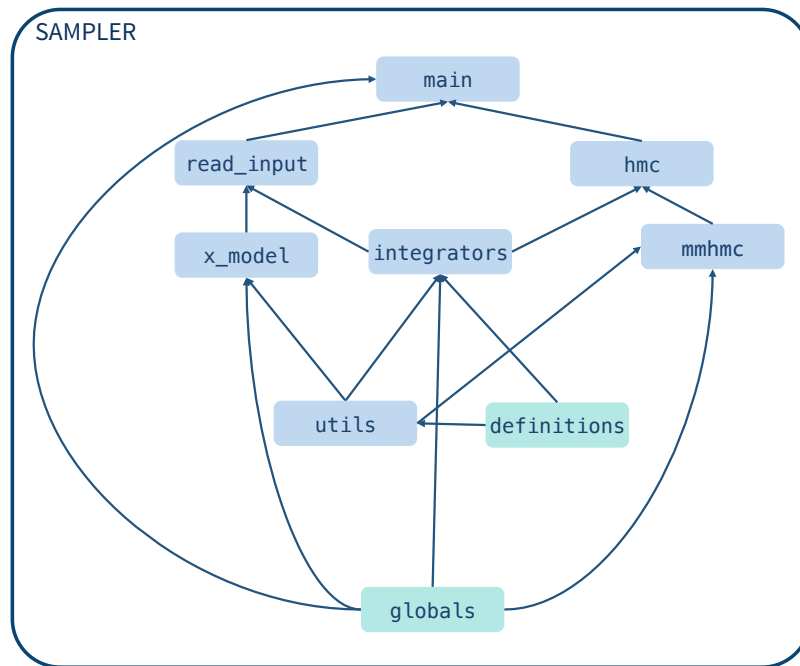 SAMPLER
main
read_input
hmc
x_model
integrators
mmhmc
utils
definitions
globals